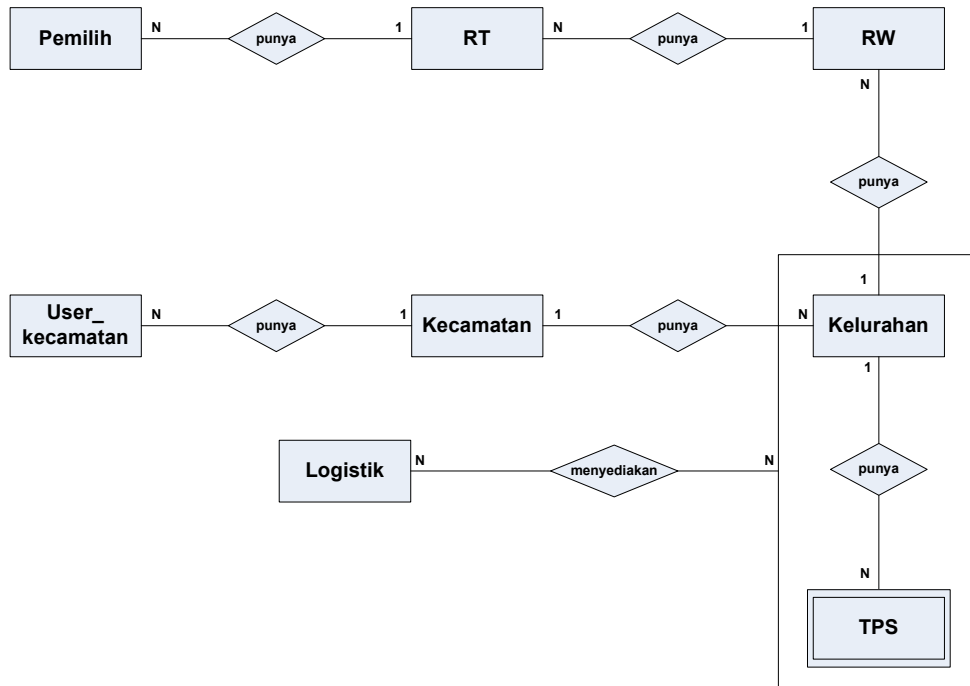 Pemilih
N
punya
1
RT
N
punya
1
RW
N
punya
1
User_
kecamatan
N
punya
1
Kecamatan
1
punya
N
Kelurahan
1
Logistik
N
menyediakan
N
punya
N
TPS